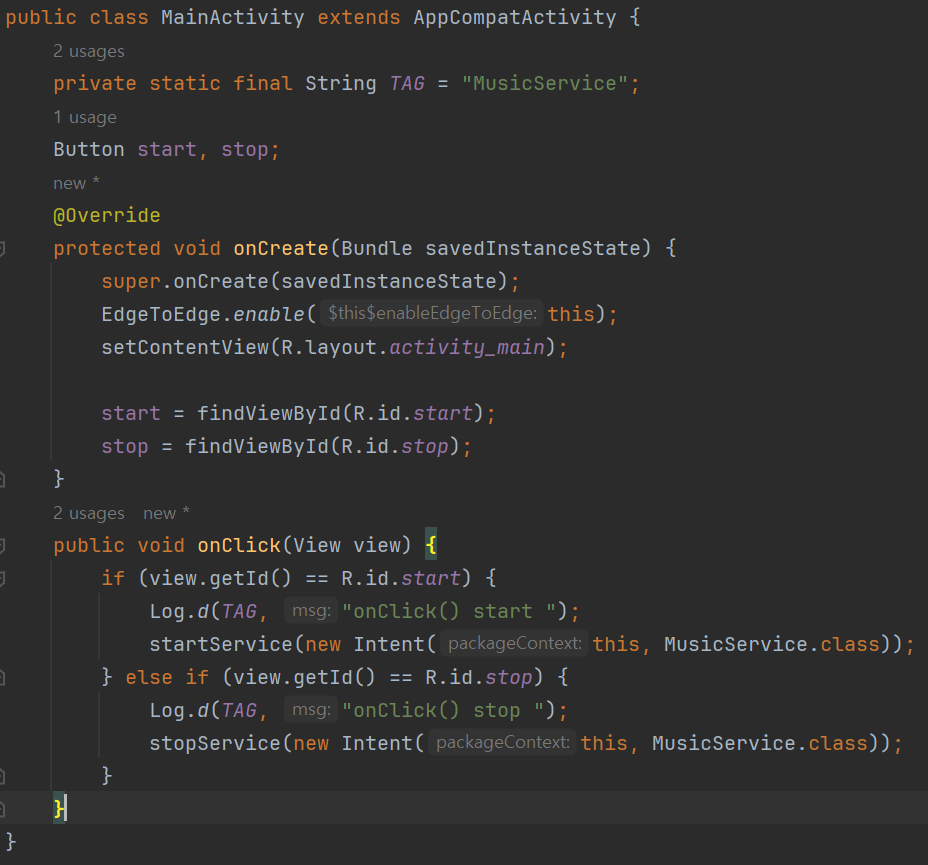 public class MainActivity extends AppCompatActivity {
2 usages
private static final String TAG = "MusicService";
1 usage
Button start, stop;
new *
@Override
protected void onCreate(Bundle savedInstanceState) {
super.onCreate(savedInstanceState);
EdgeToEdge.enable( $this$enableEdgeToEdge: this);
setContentView(R.layout.activity_main);
start = findViewById(R.id.start);
stop = findViewById(R.id.stop);
}
2 usages new *
public void onClick(View view) {
if (view.getId() == R.id.start) {
Log.d(TAG, msg: "onClick() start ");
startService(new Intent( packageContext: this, MusicService.class));
} else if (view.getId() == R.id.stop) {
Log.d(TAG, msg: "onClick() stop ");
stopService(new Intent( packageContext: this, MusicService.class));
}
}
}